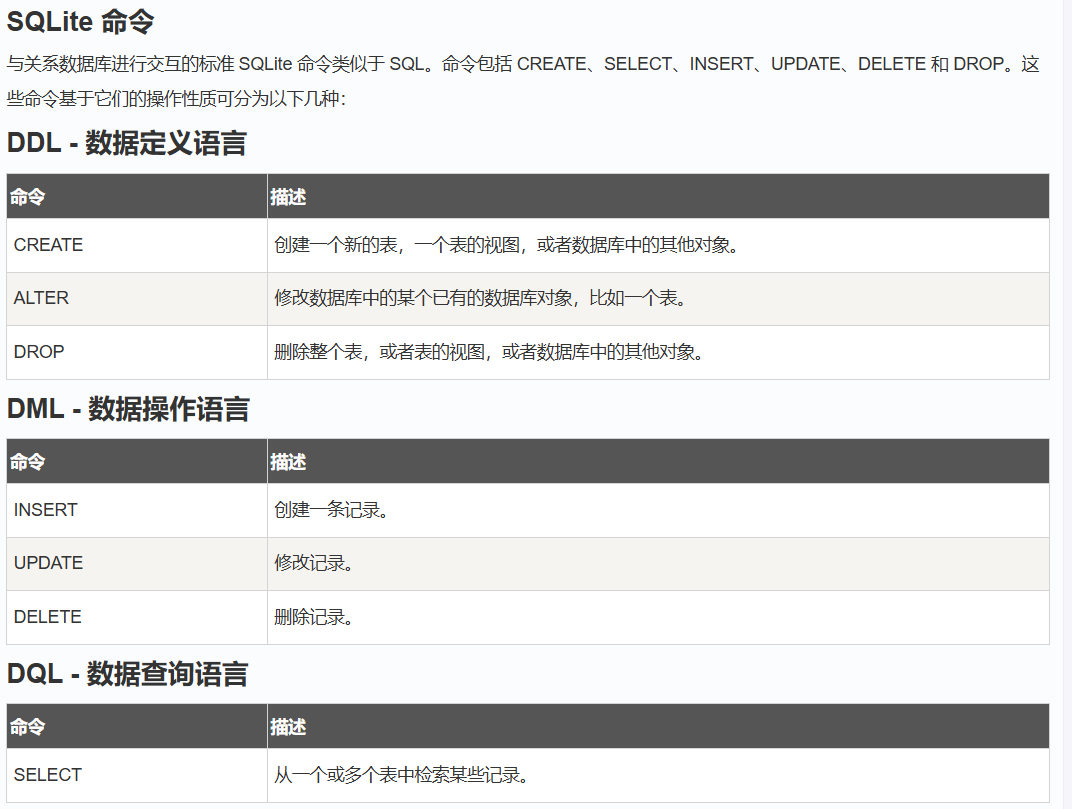 SQLite 命令
与关系数据库进行交互的标准 SQLite 命令类似于 SQL。命令包括 CREATE、SELECT、INSERT、UPDATE、DELETE 和 DROP。这
些命令基于它们的操作性质可分为以下几种：
DDL - 数据定义语言
命令 描述
CREATE 创建一个新的表，一个表的视图，或者数据库中的其他对象。
ALTER 修改数据库中的某个已有的数据库对象，比如一个表。
DROP 删除整个表，或者表的视图，或者数据库中的其他对象。
DML - 数据操作语言
命令 描述
INSERT 创建一条记录。
UPDATE 修改记录。
DELETE 删除记录。
DQL - 数据查询语言
命令 描述
SELECT 从一个或多个表中检索某些记录。